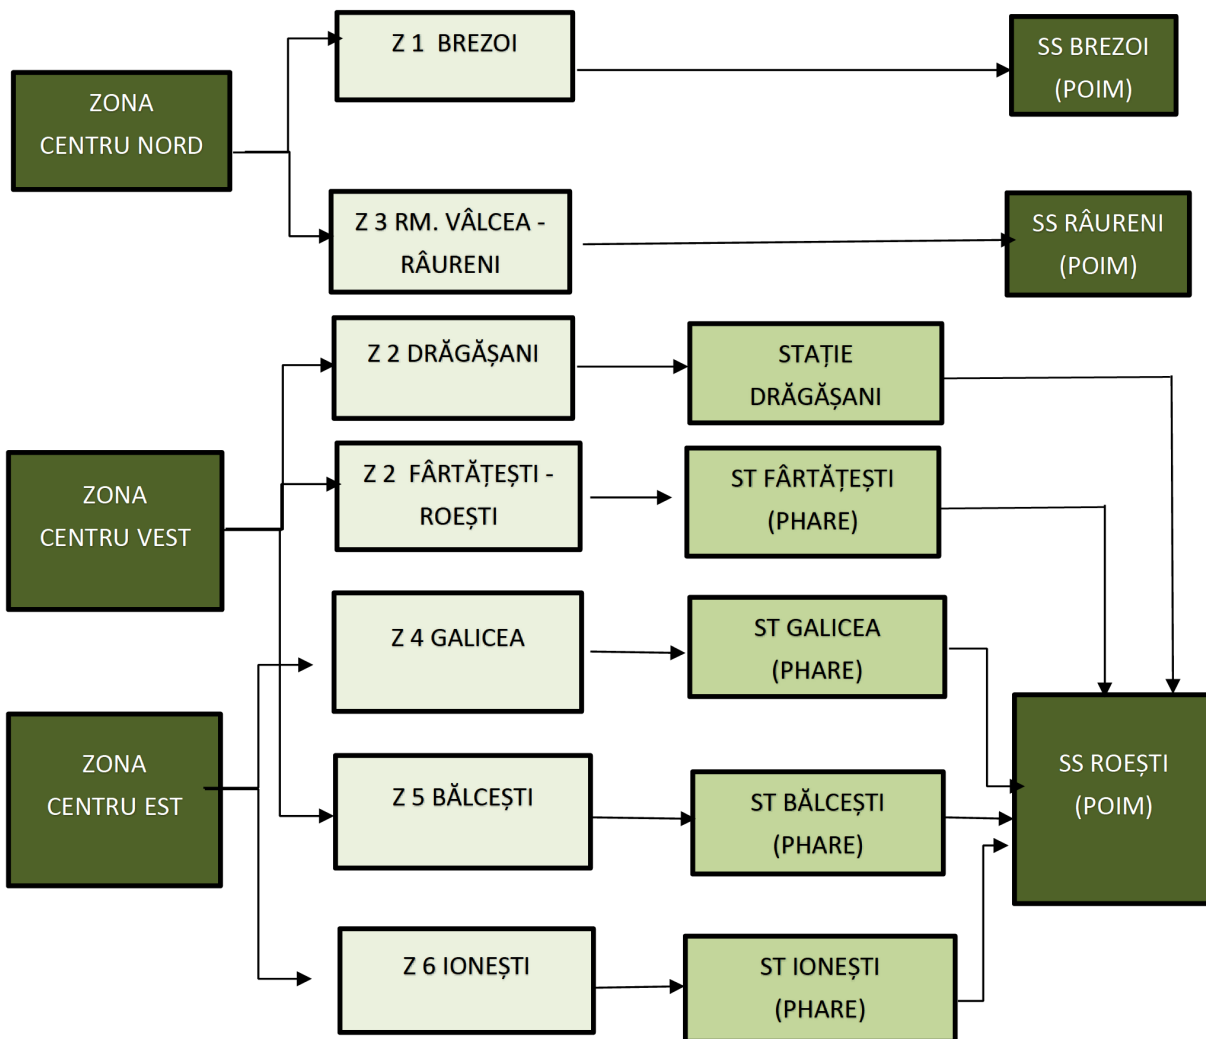 ZONA
CENTRU NORD
Z 1 BREZOI
SS BREZOI
(POIM)
Z 3 RM. VÂLCEA -
RÂURENI
SS RÂURENI
(POIM)
ZONA
CENTRU VEST
Z 2 DRĂGĂȘANI
STAȚIE
DRĂGĂȘANI
Z 2 FÂRTĂȚEȘTI -
ROEȘTI
ST FÂRTĂȚEȘTI
(PHARE)
Z 4 GALICEA
ST GALICEA
(PHARE)
ZONA
CENTRU EST
Z 5 BĂLCEȘTI
ST BĂLCEȘTI
(PHARE)
SS ROEȘTI
(POIM)
Z 6 IONEȘTI
ST IONEȘTI
(PHARE)